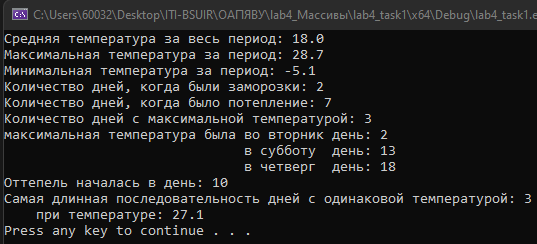 C:\Users\60032\Desktop\ITI-BSUIR\ОАПЯВУ\lab4_Массивы\lab4_task1\x64\Debug\lab4_task1.e
Средняя температура за весь период: 18.0
Максимальная температура за период: 28.7
Минимальная температура за период: -5.1
Количество дней, когда были заморозки: 2
Количество дней, когда было потепление: 7
Количество дней с максимальной температурой: 3
максимальная температура была во вторник день: 2
в субботу день: 13
в четверг день: 18
Оттепель началась в день: 10
Самая длинная последовательность дней с одинаковой температурой: 3
при температуре: 27.1
Press any key to continue . . .